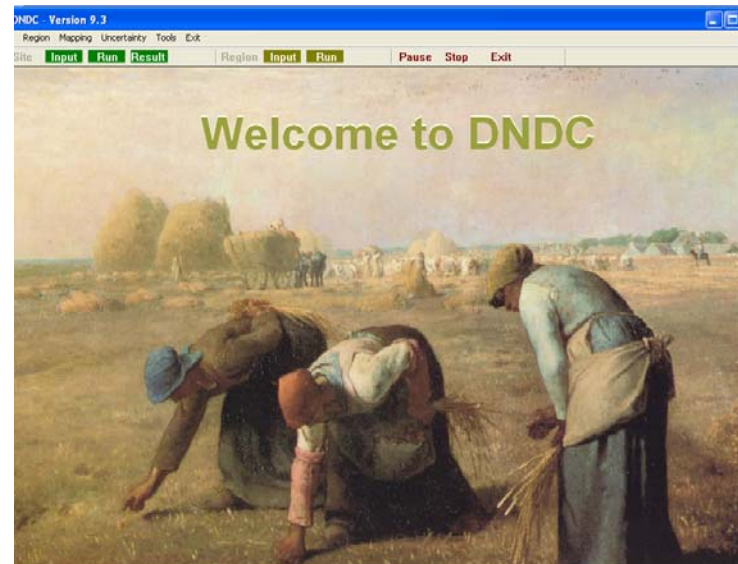 DNDC - Version 9.3
Region Mapping Uncertainty Tools Exit
Site Input Run Result Region Input Run Pause Stop Exit
Welcome to DNDC